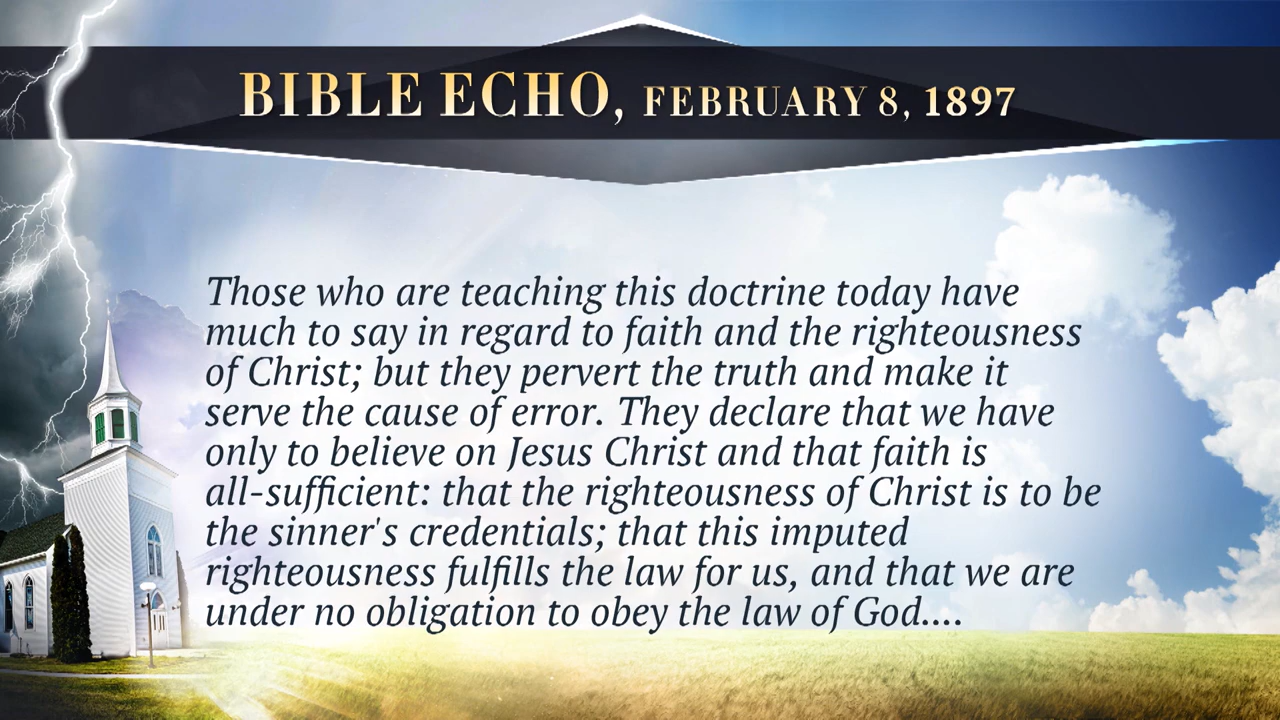 BIBLE ECHO, FEBRUARY 8, 1897
Those who are teaching this doctrine today have
much to say in regard to faith and the righteousness
of Christ; but they pervert the truth and make it
serve the cause of error. They declare that we have
only to believe on Jesus Christ and that faith is
all-sufficient: that the righteousness of Christ is to be
the sinner's credentials; that this imputed
righteousness fulfills the law for us, and that we are
under no obligation to obey the law of God....